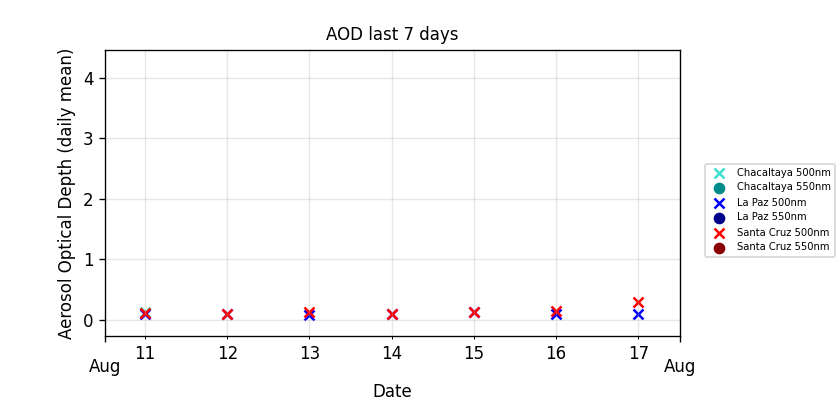 AOD last 7 days
Aerosol Optical Depth (daily mean)
4
3
2
1
0
11 12 13 14 15 16 17
Aug Aug
Date
Chacaltaya 500nm
Chacaltaya 550nm
La Paz 500nm
La Paz 550nm
Santa Cruz 500nm
Santa Cruz 550nm